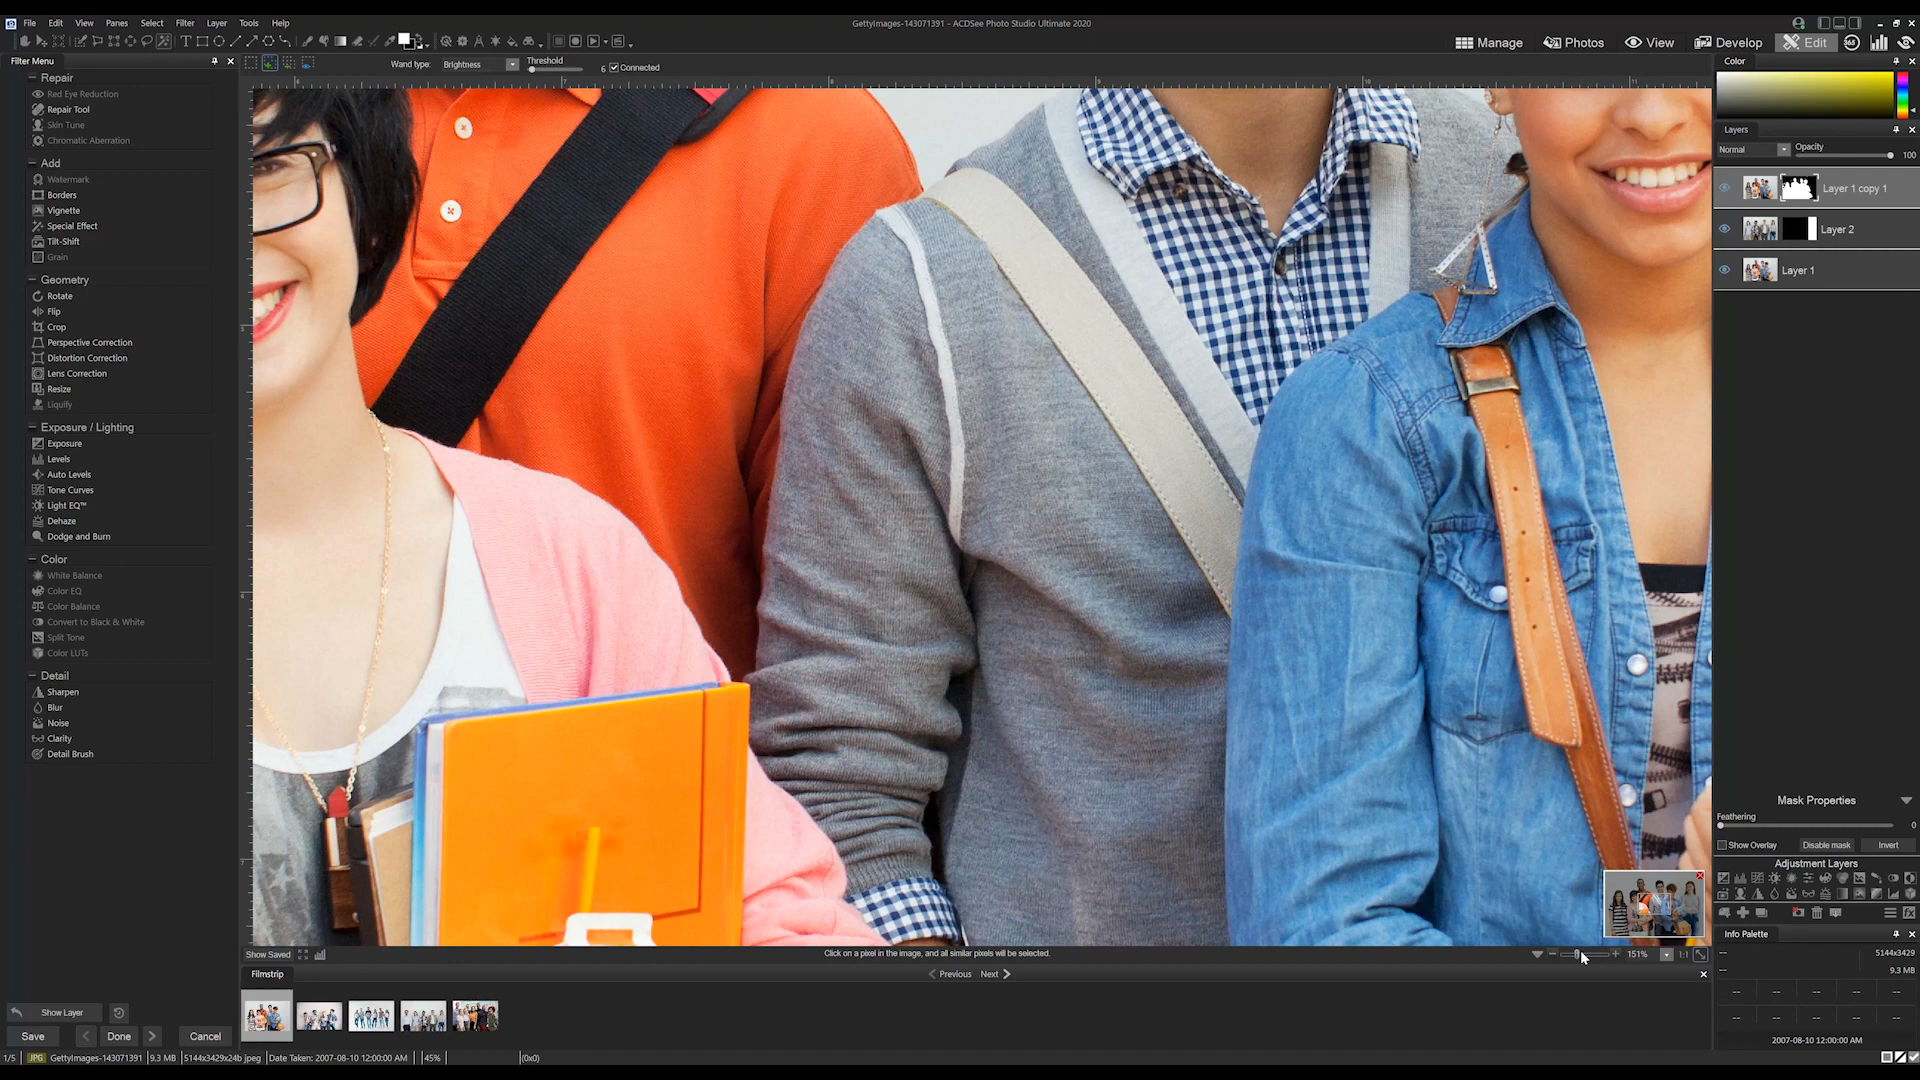 File Edit View Panes Select Filter Layer Tools Help
GettyImages-143071391 - ACDSee Photo Studio Ultimate 2020
Manage Photos View Develop Edit 365
Filter Menu
Wand type: Brightness Threshold 6 Connected
Repair
Red Eye Reduction
Repair Tool
Skin Tune
Chromatic Aberration
Add
Watermark
Borders
Vignette
Special Effect
Tilt-Shift
Grain
Geometry
Rotate
Flip
Crop
Perspective Correction
Distortion Correction
Lens Correction
Resize
Liquify
Exposure / Lighting
Exposure
Levels
Auto Levels
Tone Curves
Light EQ™
Dehaze
Dodge and Burn
Color
White Balance
Color EQ
Color Balance
Convert to Black & White
Split Tone
Color LUTs
Detail
Sharpen
Blur
Noise
Clarity
Detail Brush
Show Layer
Save Done Cancel
Color
Layers
Normal Opacity 100
Layer 1 copy 1
Layer 2
Layer 1
Mask Properties
Feathering
0
Show Overlay Disable mask Invert
Adjustment Layers
Info Palette
5144x3429
9.3 MB
2007-08-10 12:00:00 AM
Show Saved
Click on a pixel in the image, and all similar pixels will be selected.
151% 1:1
Filmstrip
Previous Next
1/5 JPG GettyImages-143071391 9.3 MB 5144x3429x24b jpeg Date Taken: 2007-08-10 12:00:00 AM 45% (0x0)